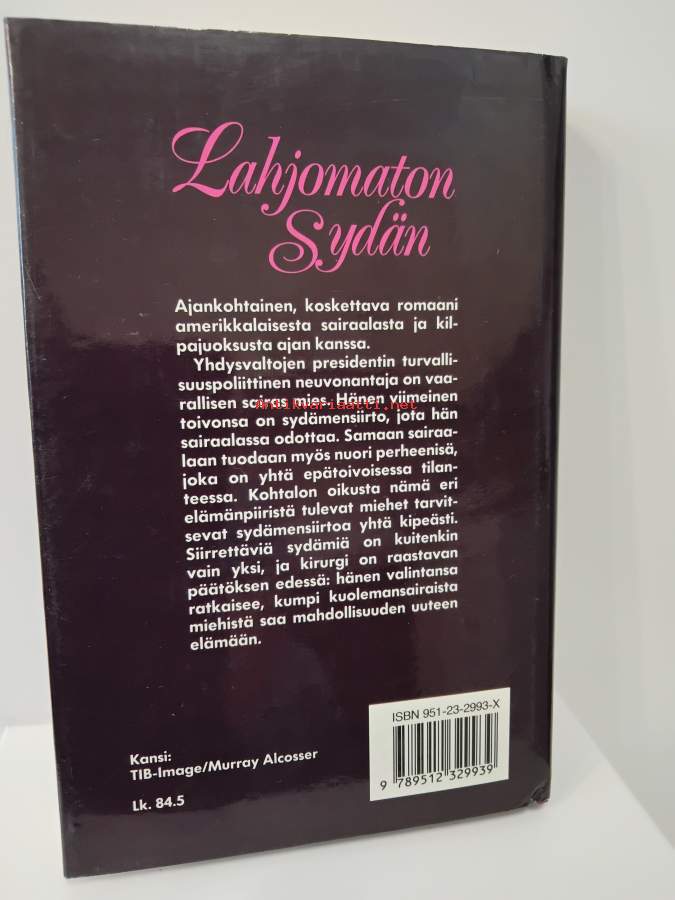 Lahjomaton
Sydän
Ajankohtainen, koskettava romaani
amerikkalaisesta sairaalasta ja kil-
pajuoksusta ajan kanssa.
Yhdysvaltojen presidentin turvalli-
suuspoliittinen neuvonantaja on vaa-
rallisen sairas mies. Hänen viimeinen
Antikvariaatti.net
toivonsa on sydämensiirto, jota hän
sairaalassa odottaa. Samaan sairaa-
laan tuodaan myös nuori perheenisä,
joka on yhtä epätoivoisessa tilan-
teessa. Kohtalon oikusta nämä eri
elämänpiiristä tulevat miehet tarvit-
sevat sydämensiirtoa yhtä kipeästi.
Siirrettäviä sydämiä on kuitenkin
vain yksi, ja kirurgi on raastavan
päätöksen edessä: hänen valintansa
ratkaisee, kumpi kuolemansairaista
miehistä saa mahdollisuuden uuteen
elämään.
ISBN 951-23-2993-X
9 789512 329939
Kansi:
TIB-Image/Murray Alcosser
Lk. 84.5